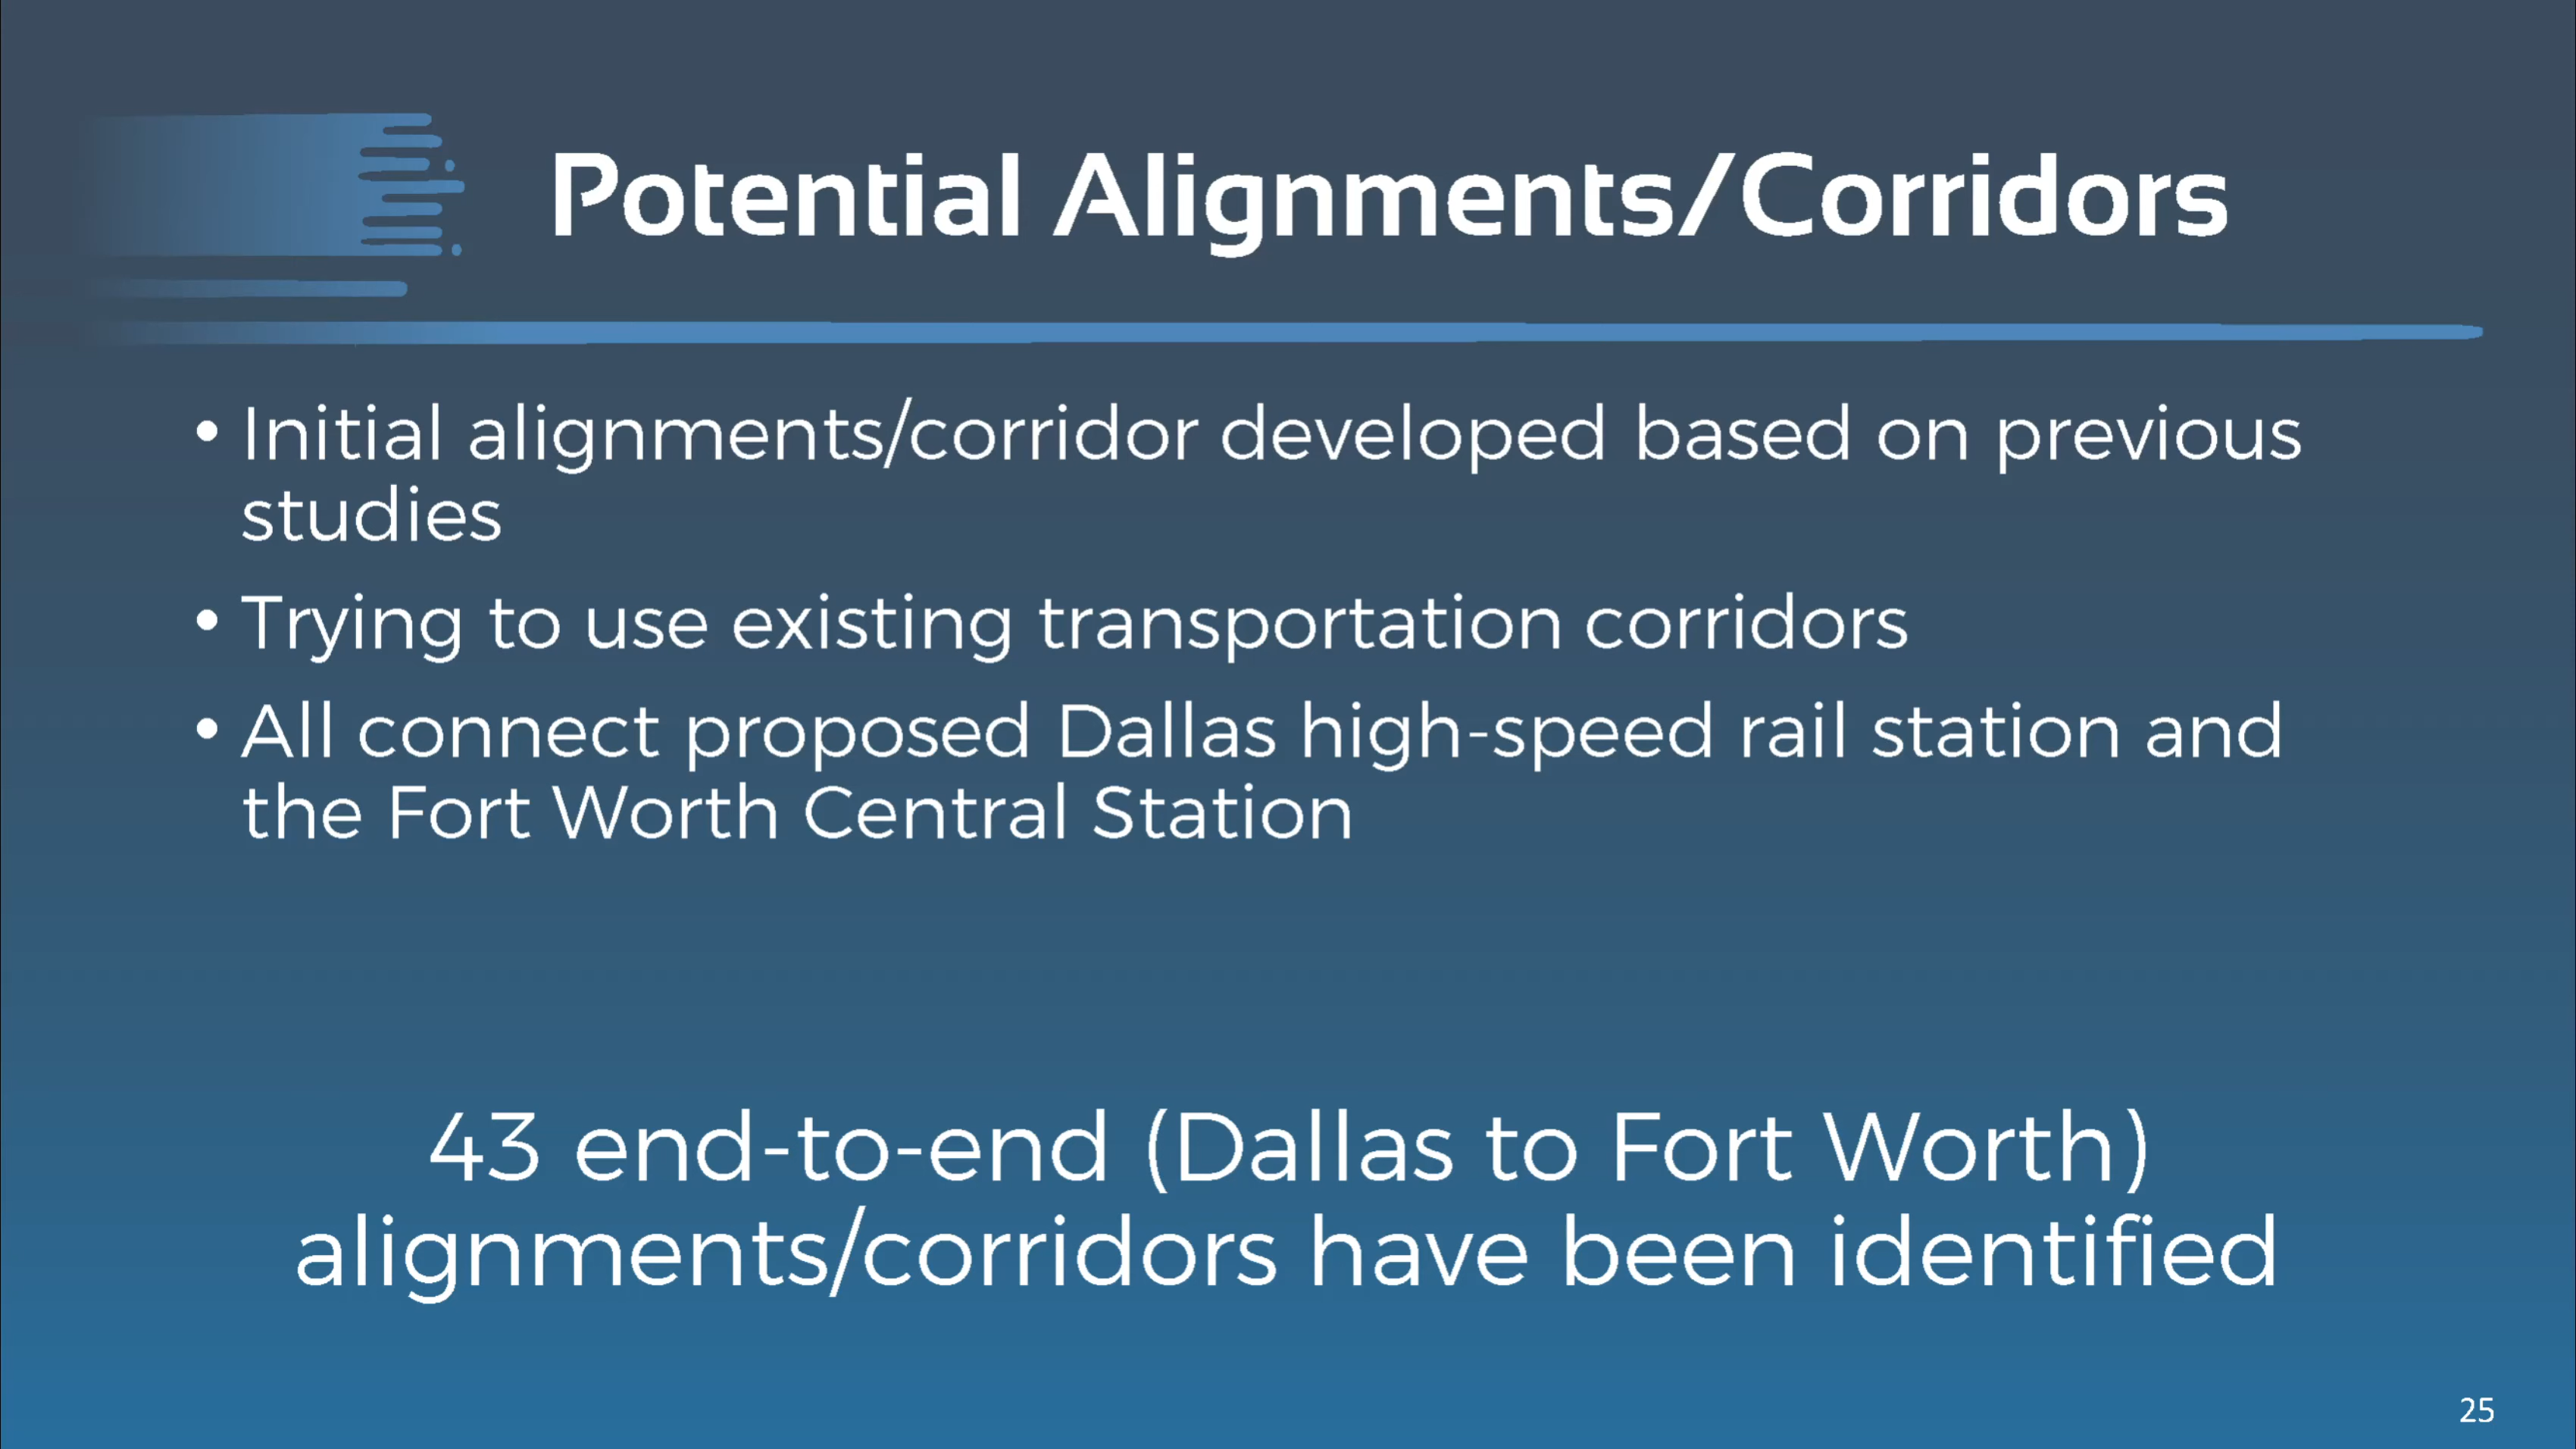 Potential Alignments/Corridors
• Initial alignments/corridor developed based on previous
studies
• Trying to use existing transportation corridors
• All connect proposed Dallas high-speed rail station and
the Fort Worth Central Station
43 end-to-end (Dallas to Fort Worth)
alignments/corridors have been identified
25